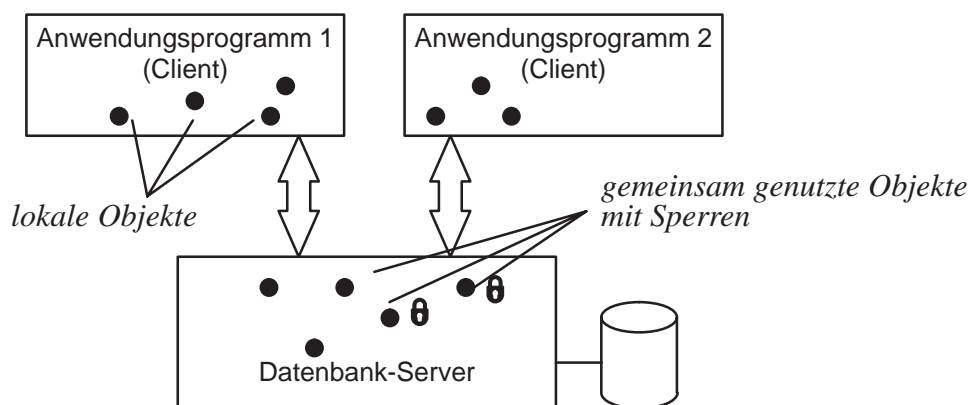 Anwendungsprogramm 1
(Client)
Anwendungsprogramm 2
(Client)
lokale Objekte
gemeinsam genutzte Objekte
mit Sperren
Datenbank-Server